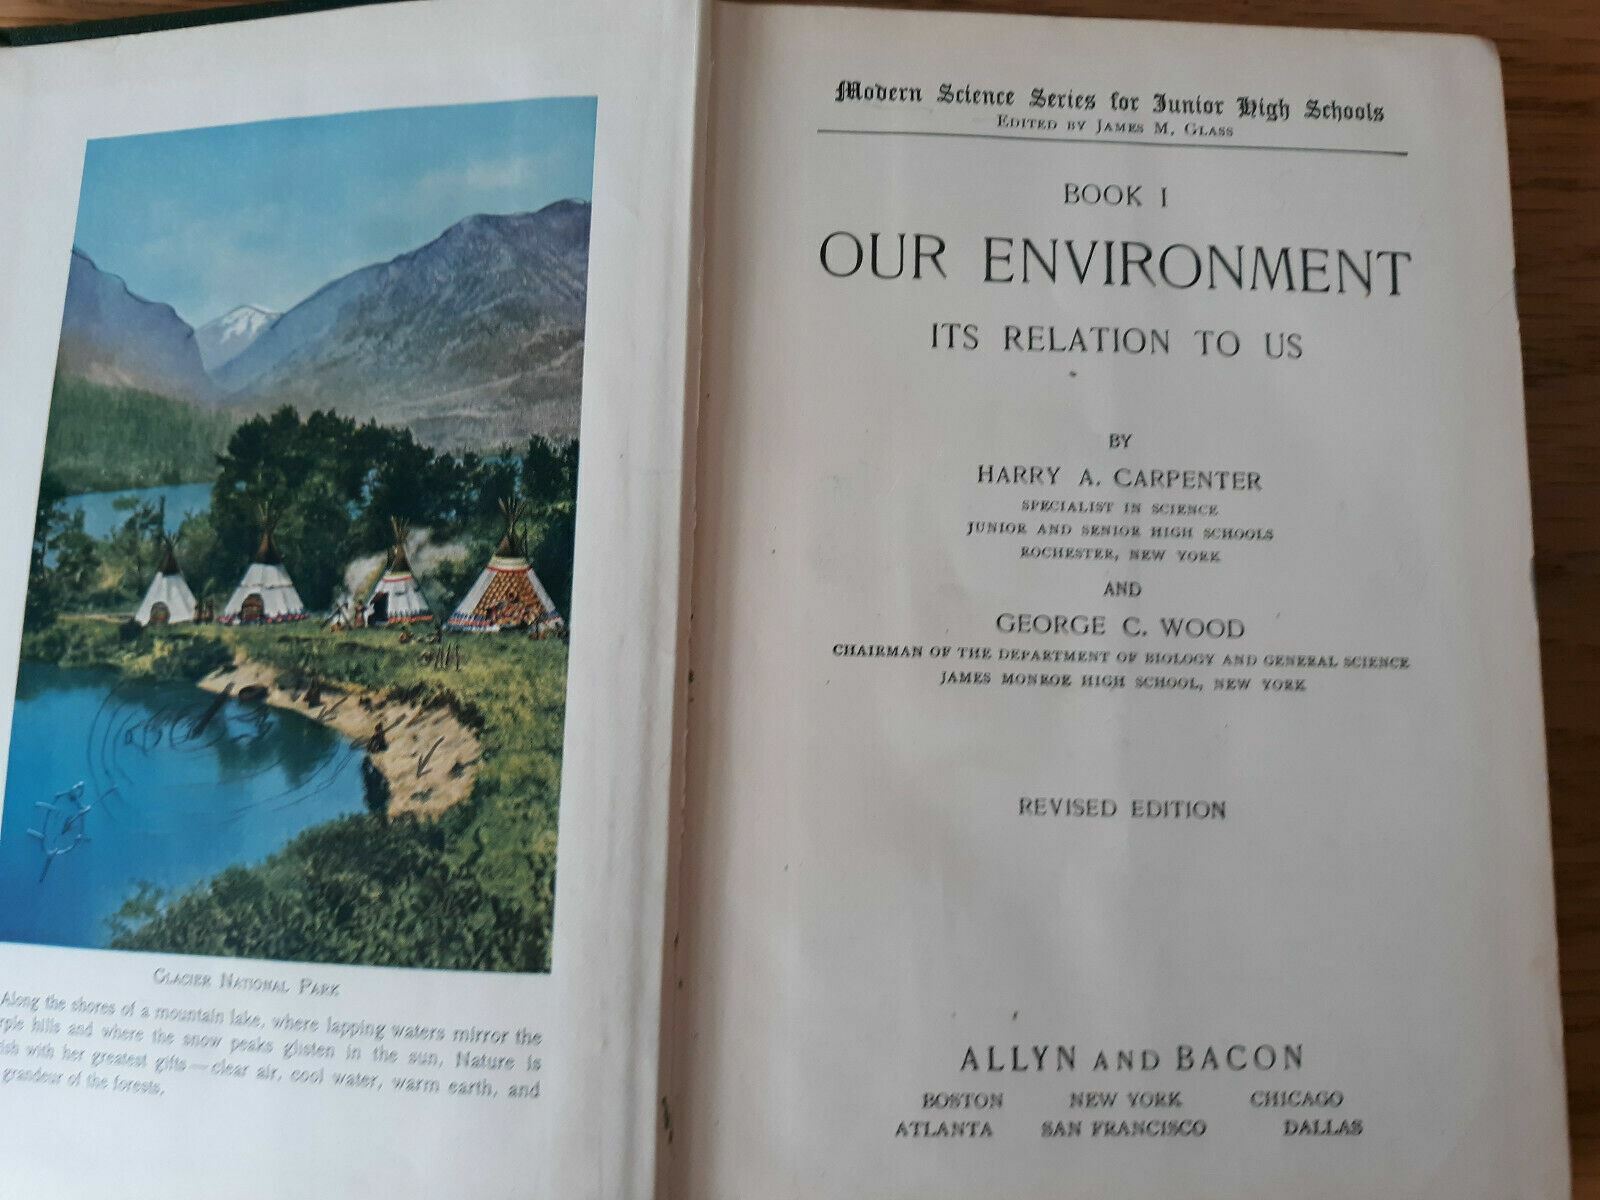 GLACIER NATIONAL PARK
Along the shores of a mountain lake, where lapping waters mirror the
hills and where the snow peaks glisten in the sun, Nature is
with her greatest gifts — clear air, cool water, warm earth, and
grandeur of the forests.
Modern Science Series for Junior High Schools
EDITED BY JAMES M. GLASS
BOOK I
OUR ENVIRONMENT
ITS RELATION TO US
BY
HARRY A. CARPENTER
SPECIALIST IN SCIENCE
JUNIOR AND SENIOR HIGH SCHOOLS
ROCHESTER, NEW YORK
AND
GEORGE C. WOOD
CHAIRMAN OF THE DEPARTMENT OF BIOLOGY AND GENERAL SCIENCE
JAMES MONROE HIGH SCHOOL, NEW YORK
REVISED EDITION
ALLYN AND BACON
BOSTON NEW YORK CHICAGO
ATLANTA SAN FRANCISCO DALLAS